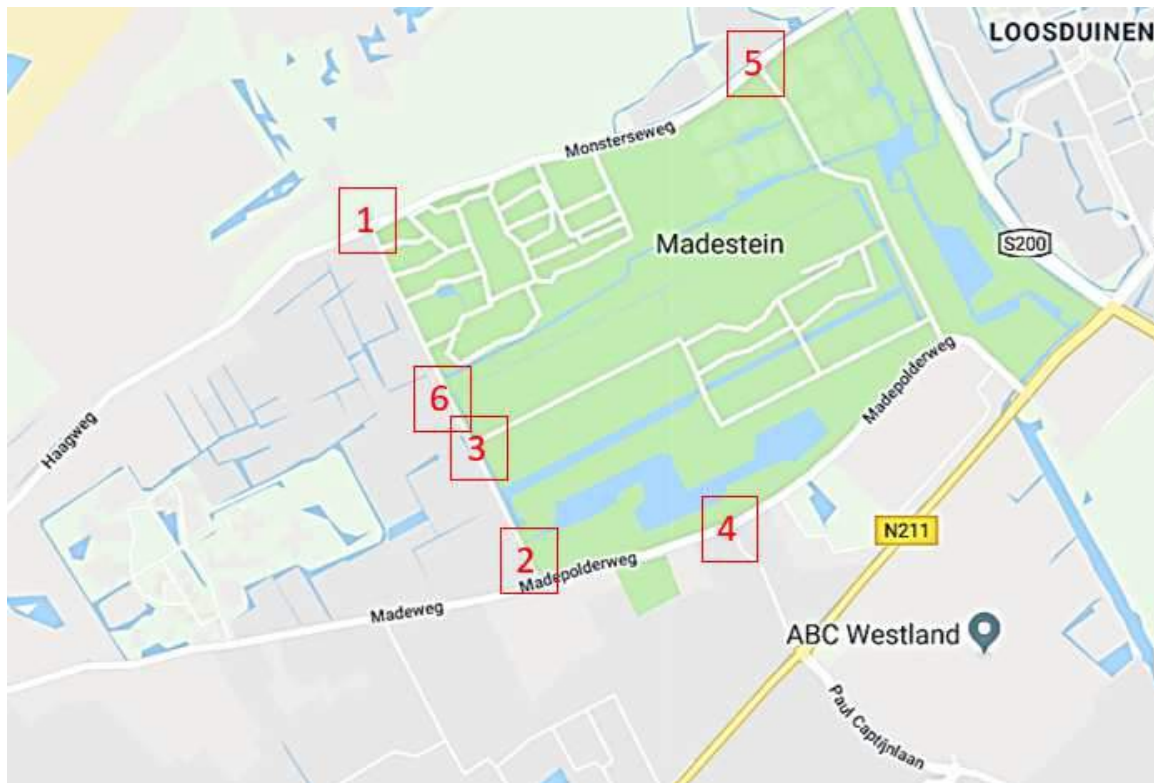 LOOSDUINEN
5
Monsterseweg
1
Madestein
S200
Madepolderweg
6
Haagweg
3
4
N211
2
Madepolderweg
Madeweg
ABC Westland
Paul Captijnlaan